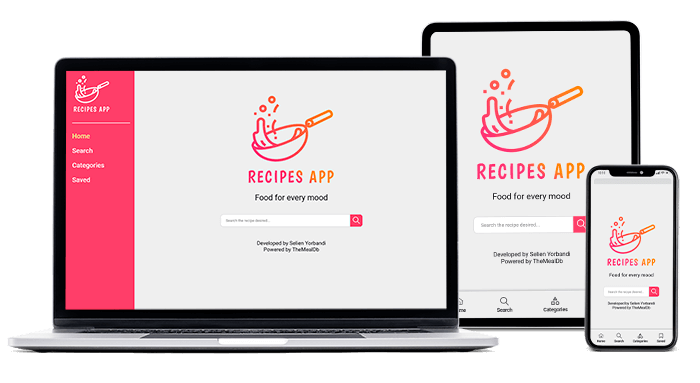 RECIPES APP
Home
Search
Categories
Saved
RECIPES APP
Food for every mood
Search the recipe desired...
Developed by Selien Yorbandi
Powered by TheMealDb
RECIPES APP
Food for every mood
Search the recipe desired...
Developed by Selien Yorbandi
Powered by TheMealDb
ome
Search
Categories
RECIPES APP
Food for every mood
Search the recipe desired...
Developed by Selien Yorbandi
Powered by TheMealDb
Home
Search
Categories
Saved